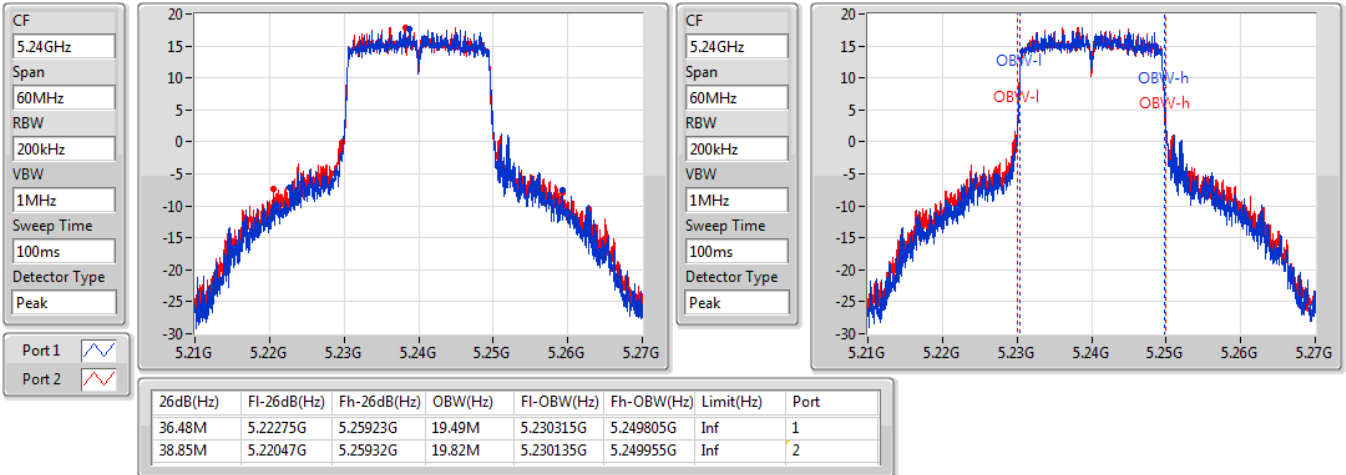 CF
5.24GHz
Span
60MHz
RBW
200kHz
VBW
1MHz
Sweep Time
100ms
Detector Type
Peak
Port 1
Port 2
20
15
10
5
0
-5
-10
-15
-20
-25
-30
5.21G 5.22G 5.23G 5.24G 5.25G 5.26G 5.27G
CF
5.24GHz
Span
60MHz
RBW
200kHz
VBW
1MHz
Sweep Time
100ms
Detector Type
Peak
20
15
10
5
0
-5
-10
-15
-20
-25
-30
OBW-l
OBW-h
OBW-l
OBW-h
5.21G 5.22G 5.23G 5.24G 5.25G 5.26G 5.27G
26dB(Hz) Fl-26dB(Hz) Fh-26dB(Hz) OBW(Hz) Fl-OBW(Hz) Fh-OBW(Hz) Limit(Hz) Port
36.48M 5.22275G 5.25923G 19.49M 5.230315G 5.249805G Inf 1
38.85M 5.22047G 5.25932G 19.82M 5.230135G 5.249955G Inf 2